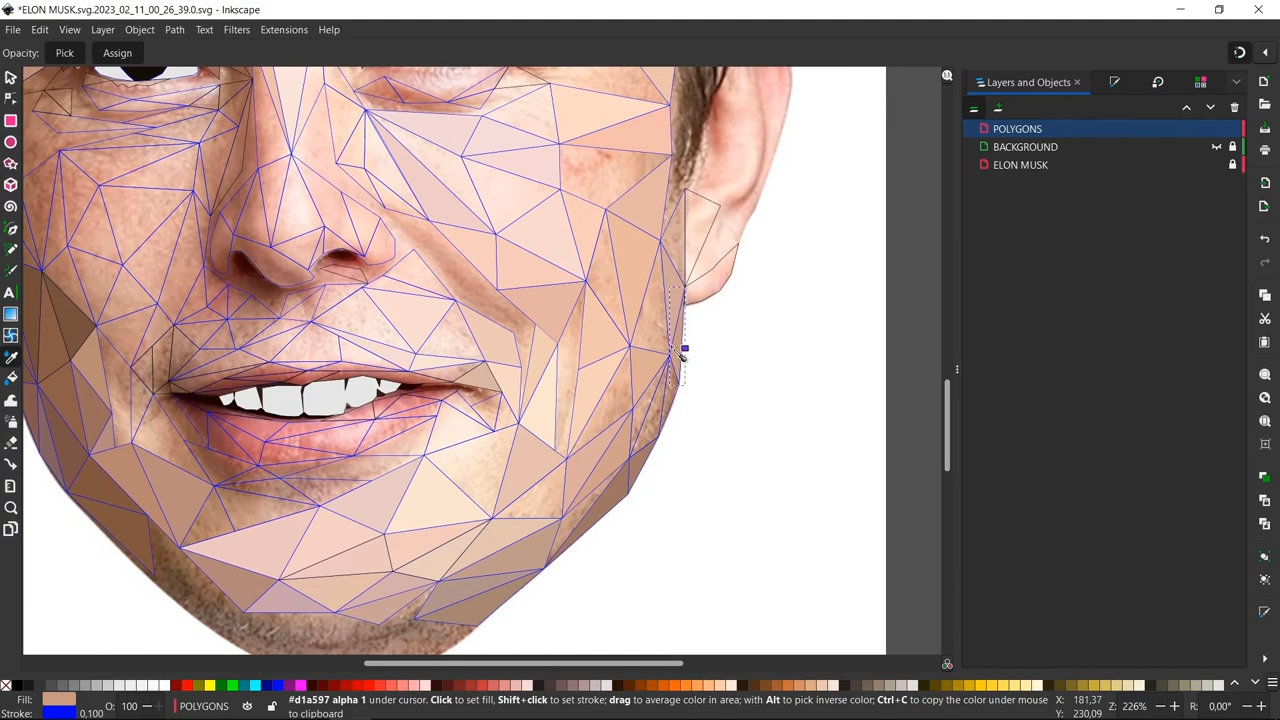 *ELON MUSK.svg.2023_02_11_00_26_39.0.svg - Inkscape
File Edit View Layer Object Path Text Filters Extensions Help
Opacity: Pick Assign
Layers and Objects
POLYGONS
BACKGROUND
ELON MUSK
Fill:
Stroke: 0,100
O: 100
POLYGONS
#d1a597 alpha 1 under cursor. Click to set fill, Shift+click to set stroke; drag to average color in area; with Alt to pick inverse color; Ctrl+C to copy the color under mouse
to clipboard
X: 181,37
Y: 230,09
Z: 226%
R: 0,00°